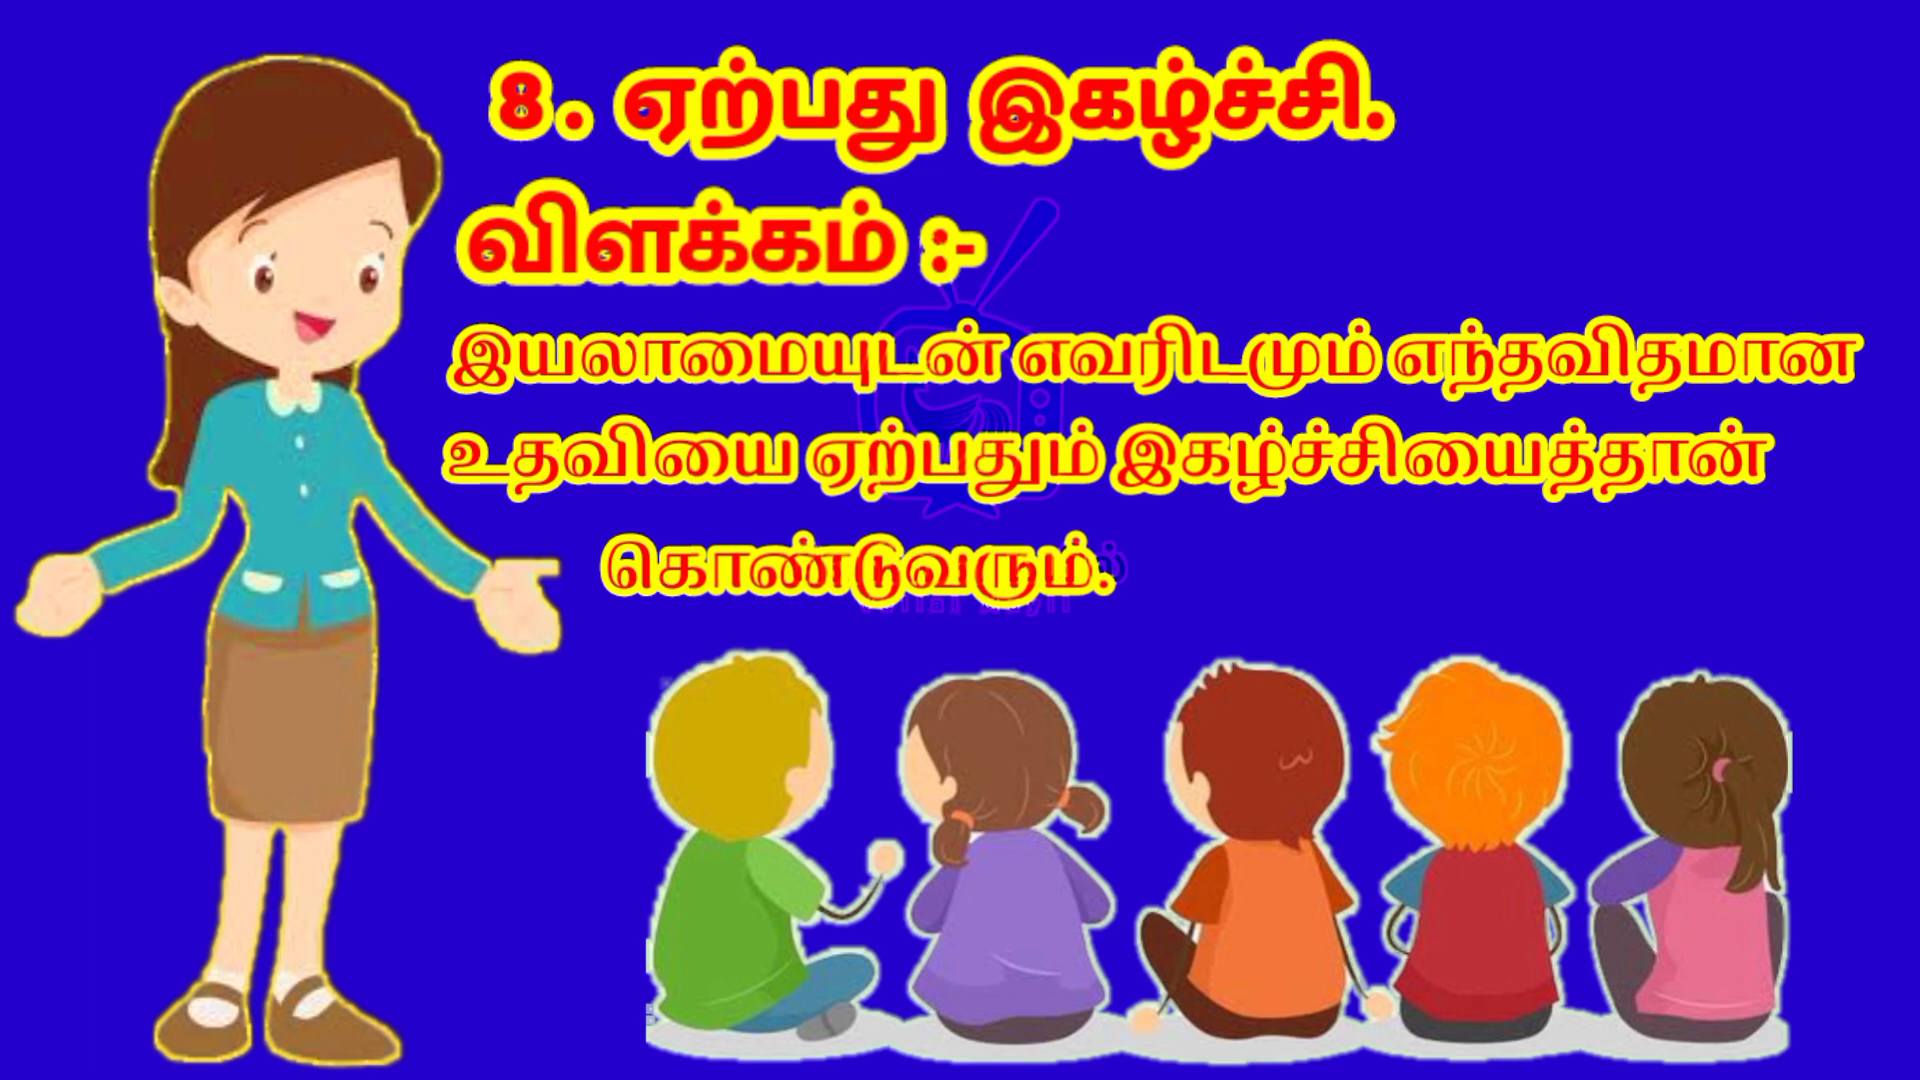 8. ஏற்பது இகழ்ச்சி.
விளக்கம் :-
இயலாமையுடன் எவரிடமும் எந்தவிதமான
உதவியை ஏற்பதும் இகழ்ச்சியைத்தான்
கொண்டுவரும்.